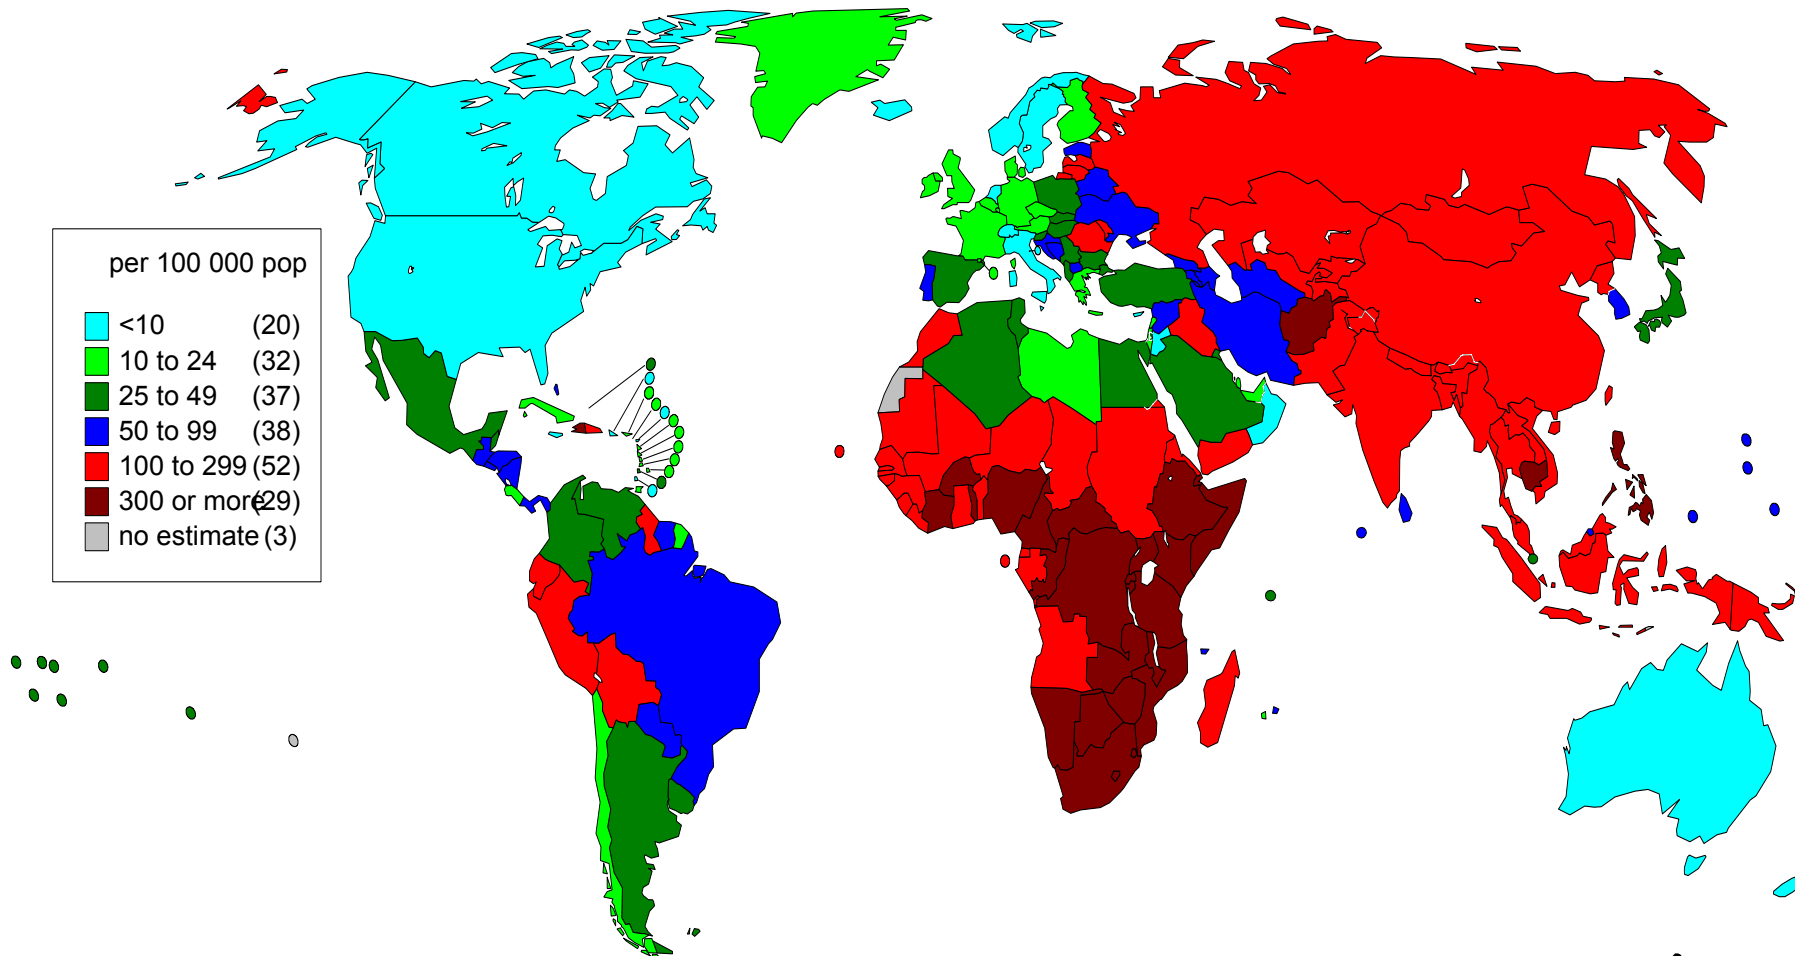 per 100 000 pop
<10 (20)
10 to 24 (32)
25 to 49 (37)
50 to 99 (38)
100 to 299 (52)
300 or more (29)
no estimate (3)